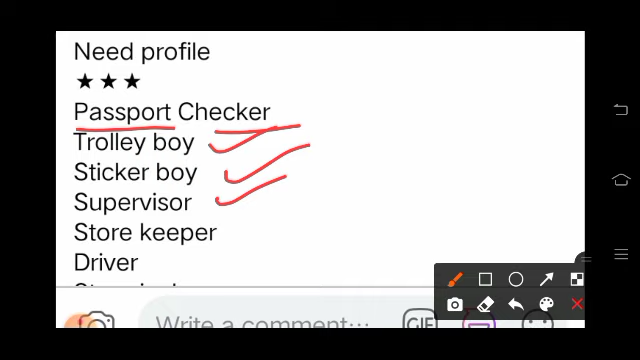 Need profile
★★★
Passport Checker
Trolley boy
Sticker boy
Supervisor
Store keeper
Driver
Write a comment...
GIF